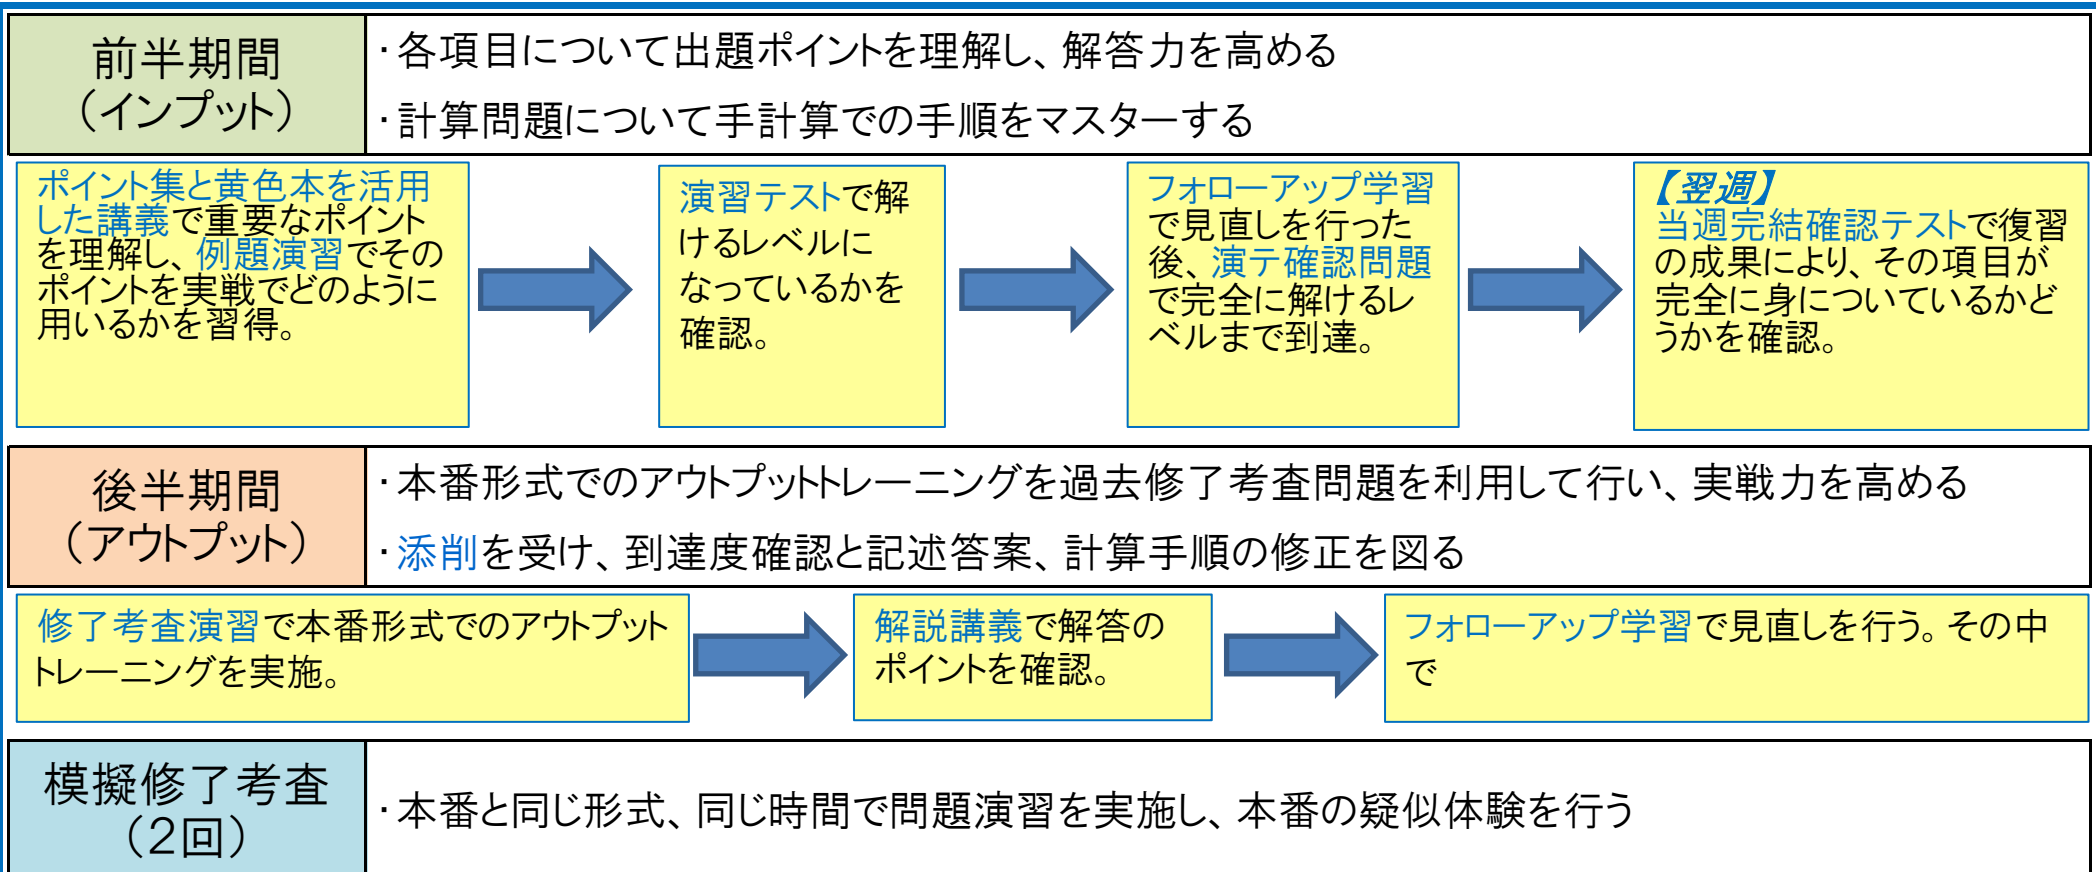 前半期間
（インプット）
・各項目について出題ポイントを理解し、解答力を高める
・計算問題について手計算での手順をマスターする
ポイント集と黄色本を活用
した講義で重要なポイント
を理解し、例題演習でその
ポイントを実戦でどのように
用いるかを習得。
演習テストで解
けるレベルに
なっているかを
確認。
フォローアップ学習
で見直しを行った
後、演テ確認問題
で完全に解けるレ
ベルまで到達。
【翌週】
当週完結確認テストで復習
の成果により、その項目が
完全に身についているかど
うかを確認。
後半期間
（アウトプット）
・本番形式でのアウトプットトレーニングを過去修了考査問題を利用して行い、実戦力を高める
・添削を受け、到達度確認と記述答案、計算手順の修正を図る
修了考査演習で本番形式でのアウトプット
トレーニングを実施。
解説講義で解答の
ポイントを確認。
フォローアップ学習で見直しを行う。その中
で
模擬修了考査
（2回）
・本番と同じ形式、同じ時間で問題演習を実施し、本番の疑似体験を行う